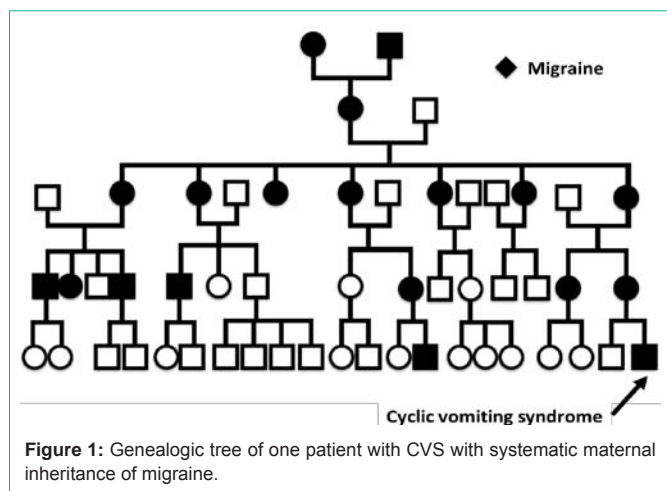 Migraine
Cyclic vomiting syndrome
Figure 1: Genealogic tree of one patient with CVS with systematic maternal
inheritance of migraine.